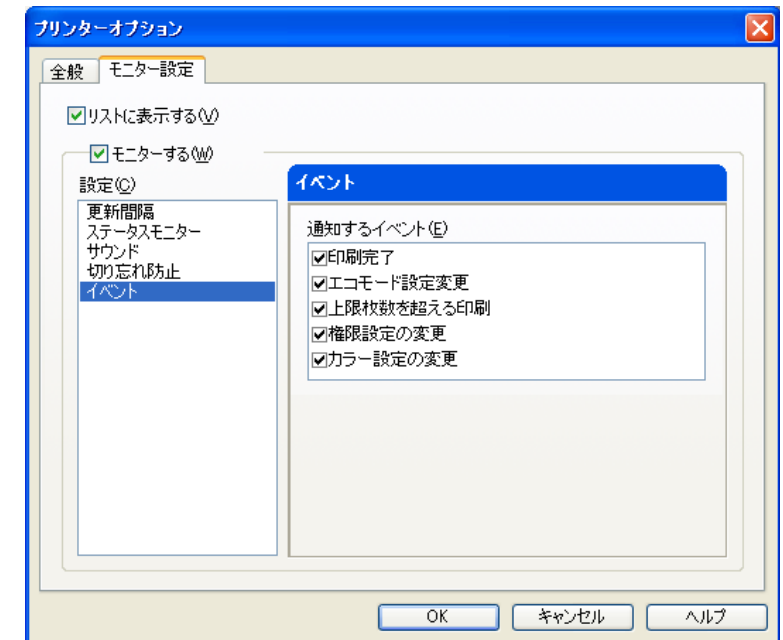 プリンターオプション
全般 モニター設定
リストに表示する(V)
モニターする(W)
設定(C)
更新間隔
ステータスモニター
サウンド
切り忘れ防止
イベント
イベント
通知するイベント(E)
印刷完了
エコモード設定変更
上限枚数を超える印刷
権限設定の変更
カラー設定の変更
OK キャンセル ヘルプ